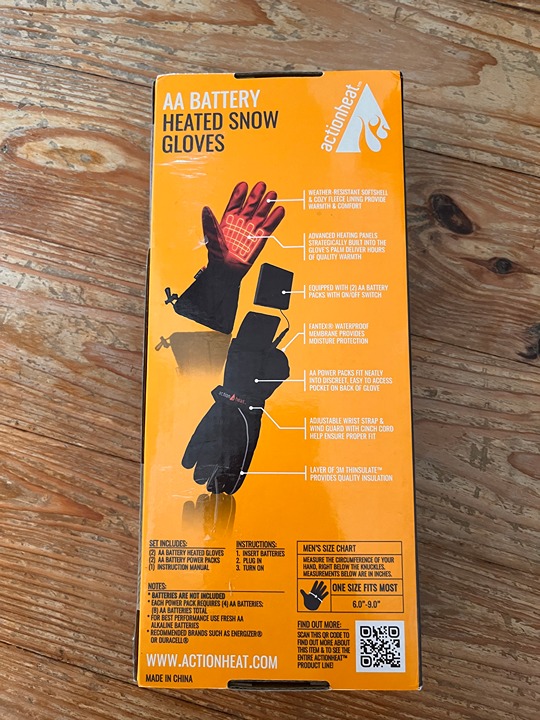 AA BATTERY
HEATED SNOW
GLOVES
actionheat
WEATHER-RESISTANT SOFTSHELL
& COZY FLEECE LINING PROVIDE
WARMTH & COMFORT
ADVANCED HEATING PANELS
STRATEGICALLY BUILT INTO THE
GLOVE'S PALM DELIVER HOURS
OF QUALITY WARMTH
EQUIPPED WITH (2) AA BATTERY
PACKS WITH ON/OFF SWITCH
FANTEX® WATERPROOF
MEMBRANE PROVIDES
MOISTURE PROTECTION
AA POWER PACKS FIT NEATLY
INTO DISCREET, EASY TO ACCESS
POCKET ON BACK OF GLOVE
ADJUSTABLE WRIST STRAP &
WIND GUARD WITH CINCH CORD
HELP ENSURE PROPER FIT
LAYER OF 3M THINSULATE™
PROVIDES QUALITY INSULATION
SET INCLUDES:
(2) AA BATTERY HEATED GLOVES
(2) AA BATTERY POWER PACKS
(1) INSTRUCTION MANUAL
INSTRUCTIONS:
1. INSERT BATTERIES
2. PLUG IN
3. TURN ON
NOTES:
* BATTERIES ARE NOT INCLUDED
* EACH POWER PACK REQUIRES (4) AA BATTERIES;
(8) AA BATTERIES TOTAL
* FOR BEST PERFORMANCE USE FRESH AA
ALKALINE BATTERIES
* RECOMMENDED BRANDS SUCH AS ENERGIZER®
OR DURACELL®
MEN'S SIZE CHART
MEASURE THE CIRCUMFERENCE OF YOUR
HAND, RIGHT BELOW THE KNUCKLES.
MEASUREMENTS BELOW ARE IN INCHES.
ONE SIZE FITS MOST
6.0"-9.0"
FIND OUT MORE:
SCAN THIS QR CODE TO
FIND OUT MORE ABOUT
THIS ITEM & TO SEE THE
ENTIRE ACTIONHEAT™
PRODUCT LINE!
WWW.ACTIONHEAT.COM
MADE IN CHINA